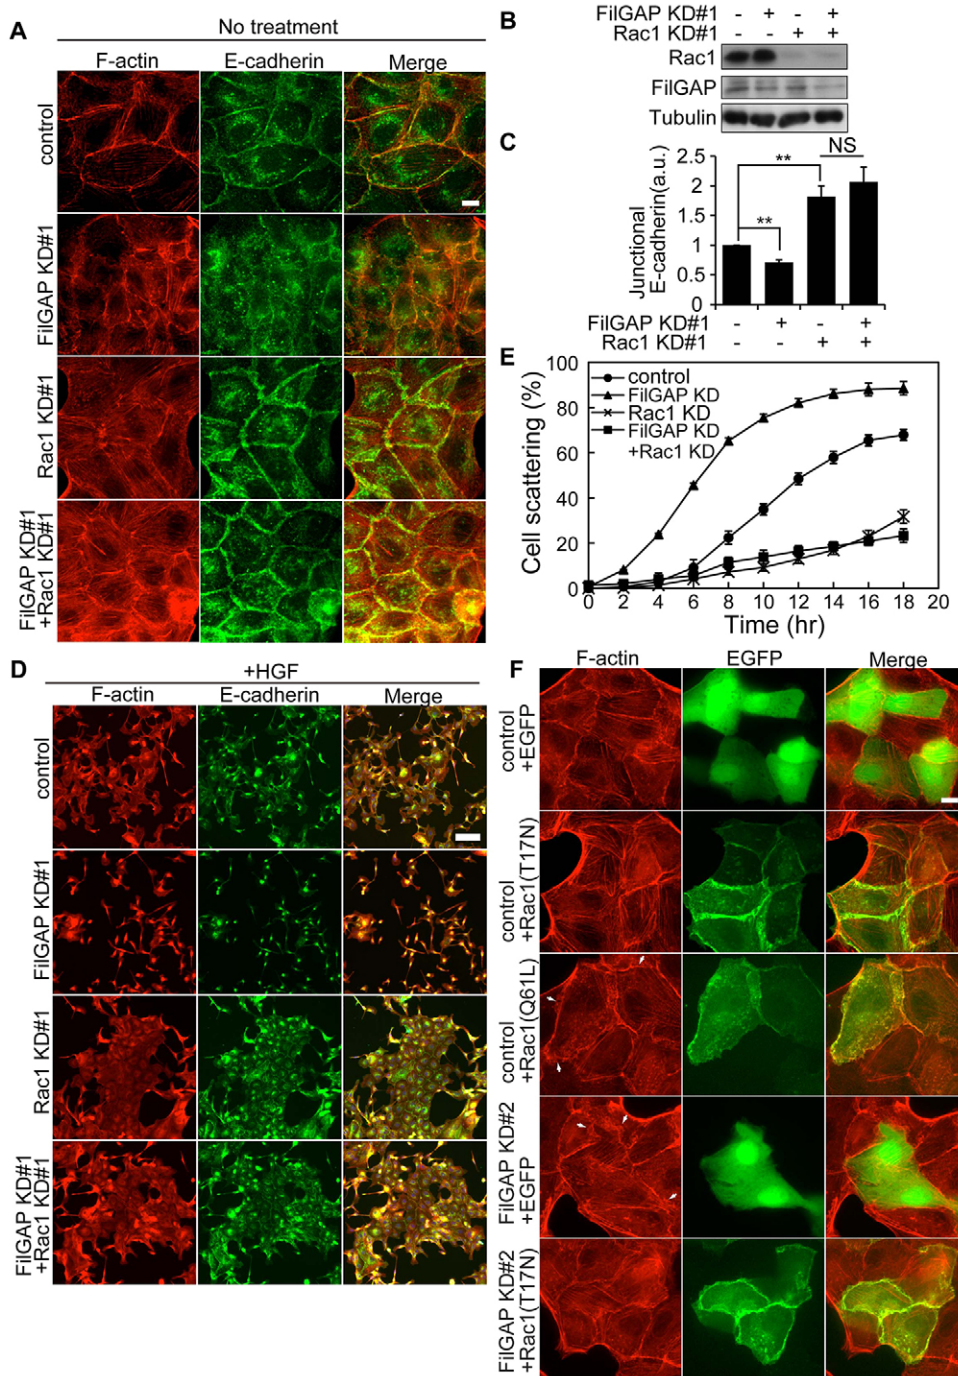 A
No treatment
F-actin E-cadherin Merge
control
FilGAP KD#1
Rac1 KD#1
FilGAP KD#1
+Rac1 KD#1
B
FilGAP KD#1 - + - +
Rac1 KD#1 - - + +
Rac1
FilGAP
Tubulin
C
Junctional
E-cadherin(a.u.)
2.5
2
1.5
1
0.5
0
** ** NS
FilGAP KD#1 - + - +
Rac1 KD#1 - - + +
E
Cell scattering (%)
100
80
60
40
20
0
control
FilGAP KD
Rac1 KD
FilGAP KD
+Rac1 KD
0 2 4 6 8 10 12 14 16 18 20
Time (hr)
D
+HGF
F-actin E-cadherin Merge
control
FilGAP KD#1
Rac1 KD#1
FilGAP KD#1
+Rac1 KD#1
F
F-actin EGFP Merge
control
+EGFP
control
+Rac1(T17N)
control
+Rac1(Q61L)
FilGAP KD#2
+EGFP
FilGAP KD#2
+Rac1(T17N)